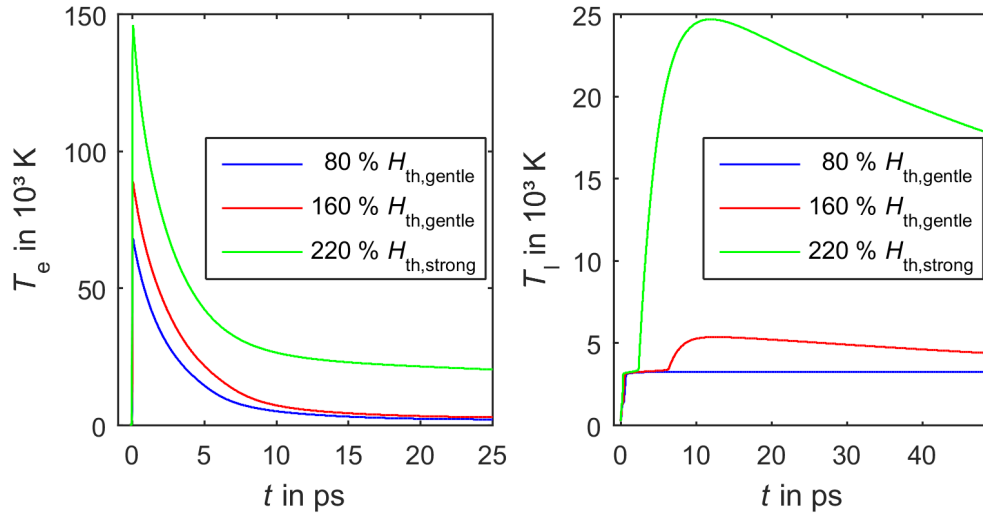 150
100
50
0
T_e in 10³ K
80 % H_th,gentle
160 % H_th,gentle
220 % H_th,strong
0 5 10 15 20 25
t in ps
25
20
15
10
5
0
T_l in 10³ K
80 % H_th,gentle
160 % H_th,gentle
220 % H_th,strong
0 10 20 30 40
t in ps